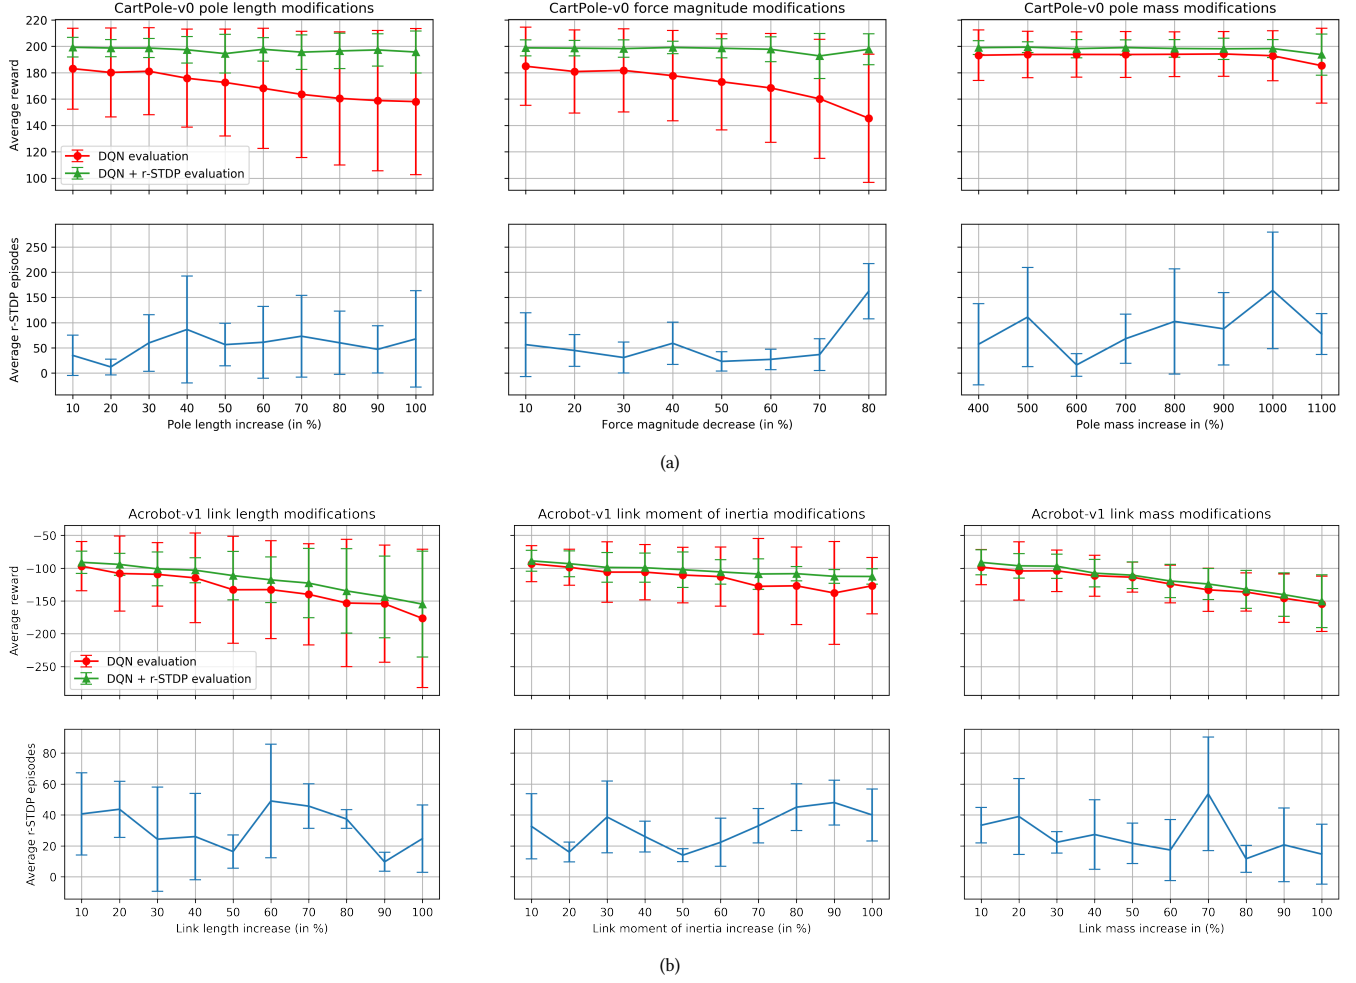 CartPole-v0 pole length modifications
CartPole-v0 force magnitude modifications
CartPole-v0 pole mass modifications
Average reward
220
200
180
160
140
120
100
DQN evaluation
DQN + r-STDP evaluation
Average r-STDP episodes
250
200
150
100
50
0
10 20 30 40 50 60 70 80 90 100
Pole length increase (in %)
10 20 30 40 50 60 70 80
Force magnitude decrease (in %)
400 500 600 700 800 900 1000 1100
Pole mass increase in (%)
(a)
Acrobot-v1 link length modifications
Acrobot-v1 link moment of inertia modifications
Acrobot-v1 link mass modifications
Average reward
−50
−100
−150
−200
−250
DQN evaluation
DQN + r-STDP evaluation
Average r-STDP episodes
80
60
40
20
0
10 20 30 40 50 60 70 80 90 100
Link length increase (in %)
10 20 30 40 50 60 70 80 90 100
Link moment of inertia increase (in %)
10 20 30 40 50 60 70 80 90 100
Link mass increase in (%)
(b)